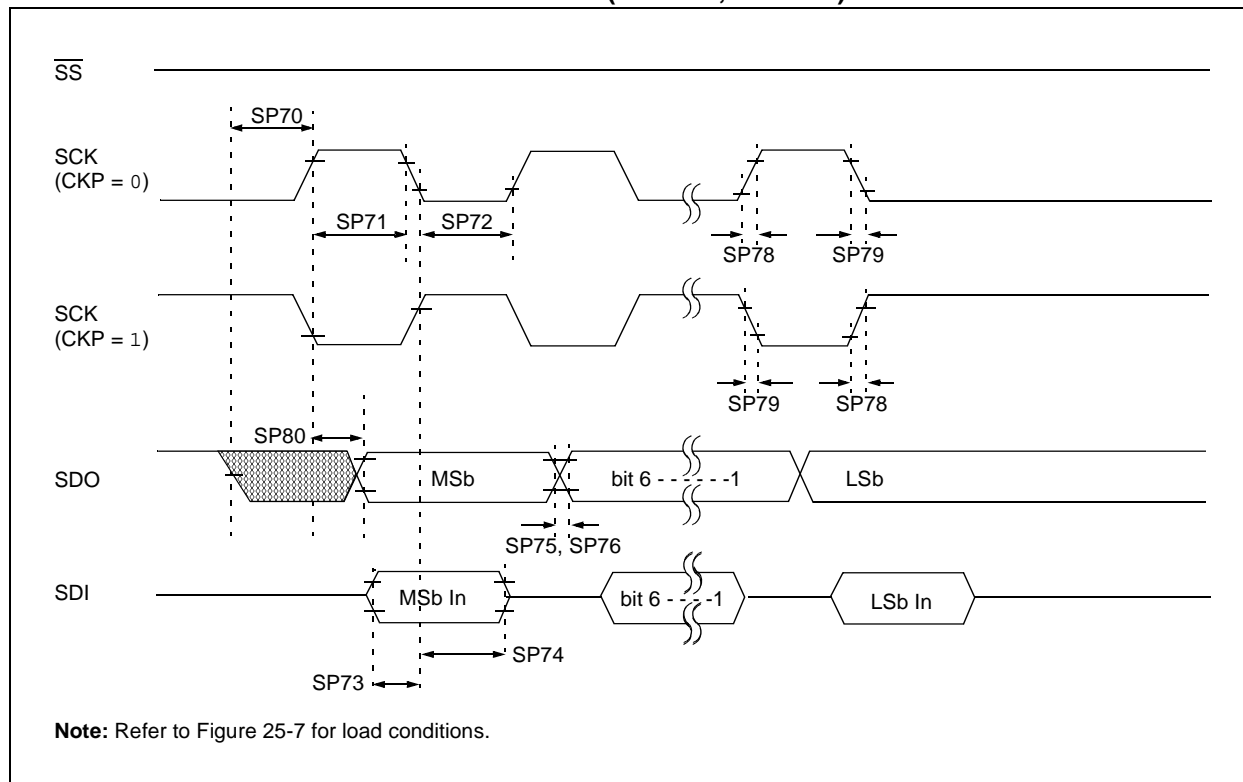 SS
SP70
SCK
(CKP = 0)
SP71
SP72
SP78
SP79
SCK
(CKP = 1)
SP79
SP78
SP80
SDO
MSb
bit 6 - - - - - -1
LSb
SP75, SP76
SDI
MSb In
bit 6 - - - -1
LSb In
SP74
SP73
Note: Refer to Figure 25-7 for load conditions.